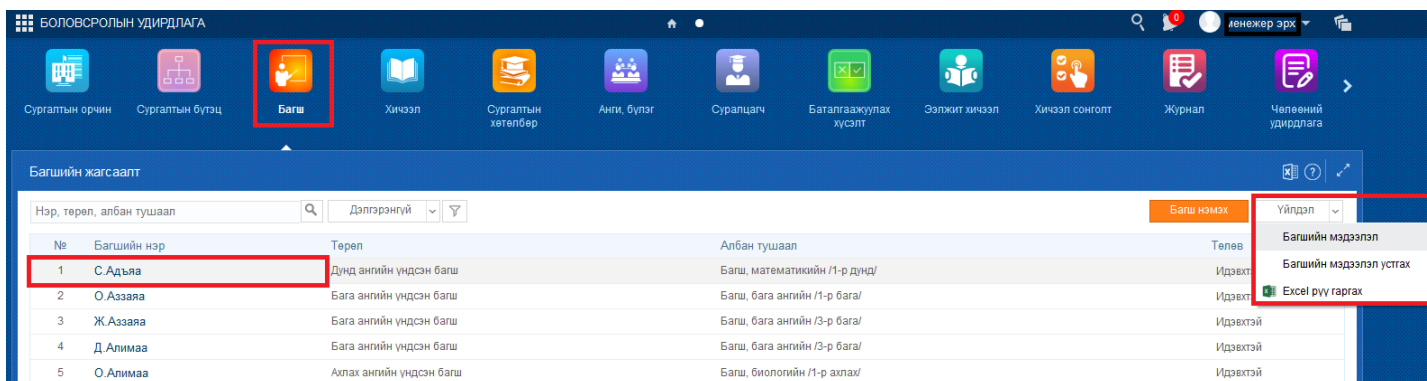 БОЛОВСРОЛЫН УДИРДЛАГА
0
менежер эрх
Сургалтын орчин
Сургалтын бүтэц
Багш
Хичээл
Сургалтын хөтөлбөр
Анги, бүлэг
Суралцагч
Баталгаажуулах хүсэлт
Ээлжит хичээл
Хичээл сонголт
Журнал
Чөлөөний удирдлага
Багшийн жагсаалт
Нэр, төрөл, албан тушаал
Дэлгэрэнгүй
Багш нэмэх
Үйлдэл
Багшийн мэдээлэл
Багшийн мэдээлэл устгах
Excel рүү гаргах
№ Багшийн нэр Төрөл Албан тушаал Төлөв
1 С.Адъяа Дунд ангийн үндсэн багш Багш, математикийн /1-р дунд/
2 О.Аззаяа Бага ангийн үндсэн багш Багш, бага ангийн /1-р бага/
3 Ж.Аззаяа Бага ангийн үндсэн багш Багш, бага ангийн /3-р бага/ Идэвхтэй
4 Д.Алимаа Бага ангийн үндсэн багш Багш, бага ангийн /3-р бага/ Идэвхтэй
5 О.Алимаа Ахлах ангийн үндсэн багш Багш, биологийн /1-р ахлах/ Идэвхтэй